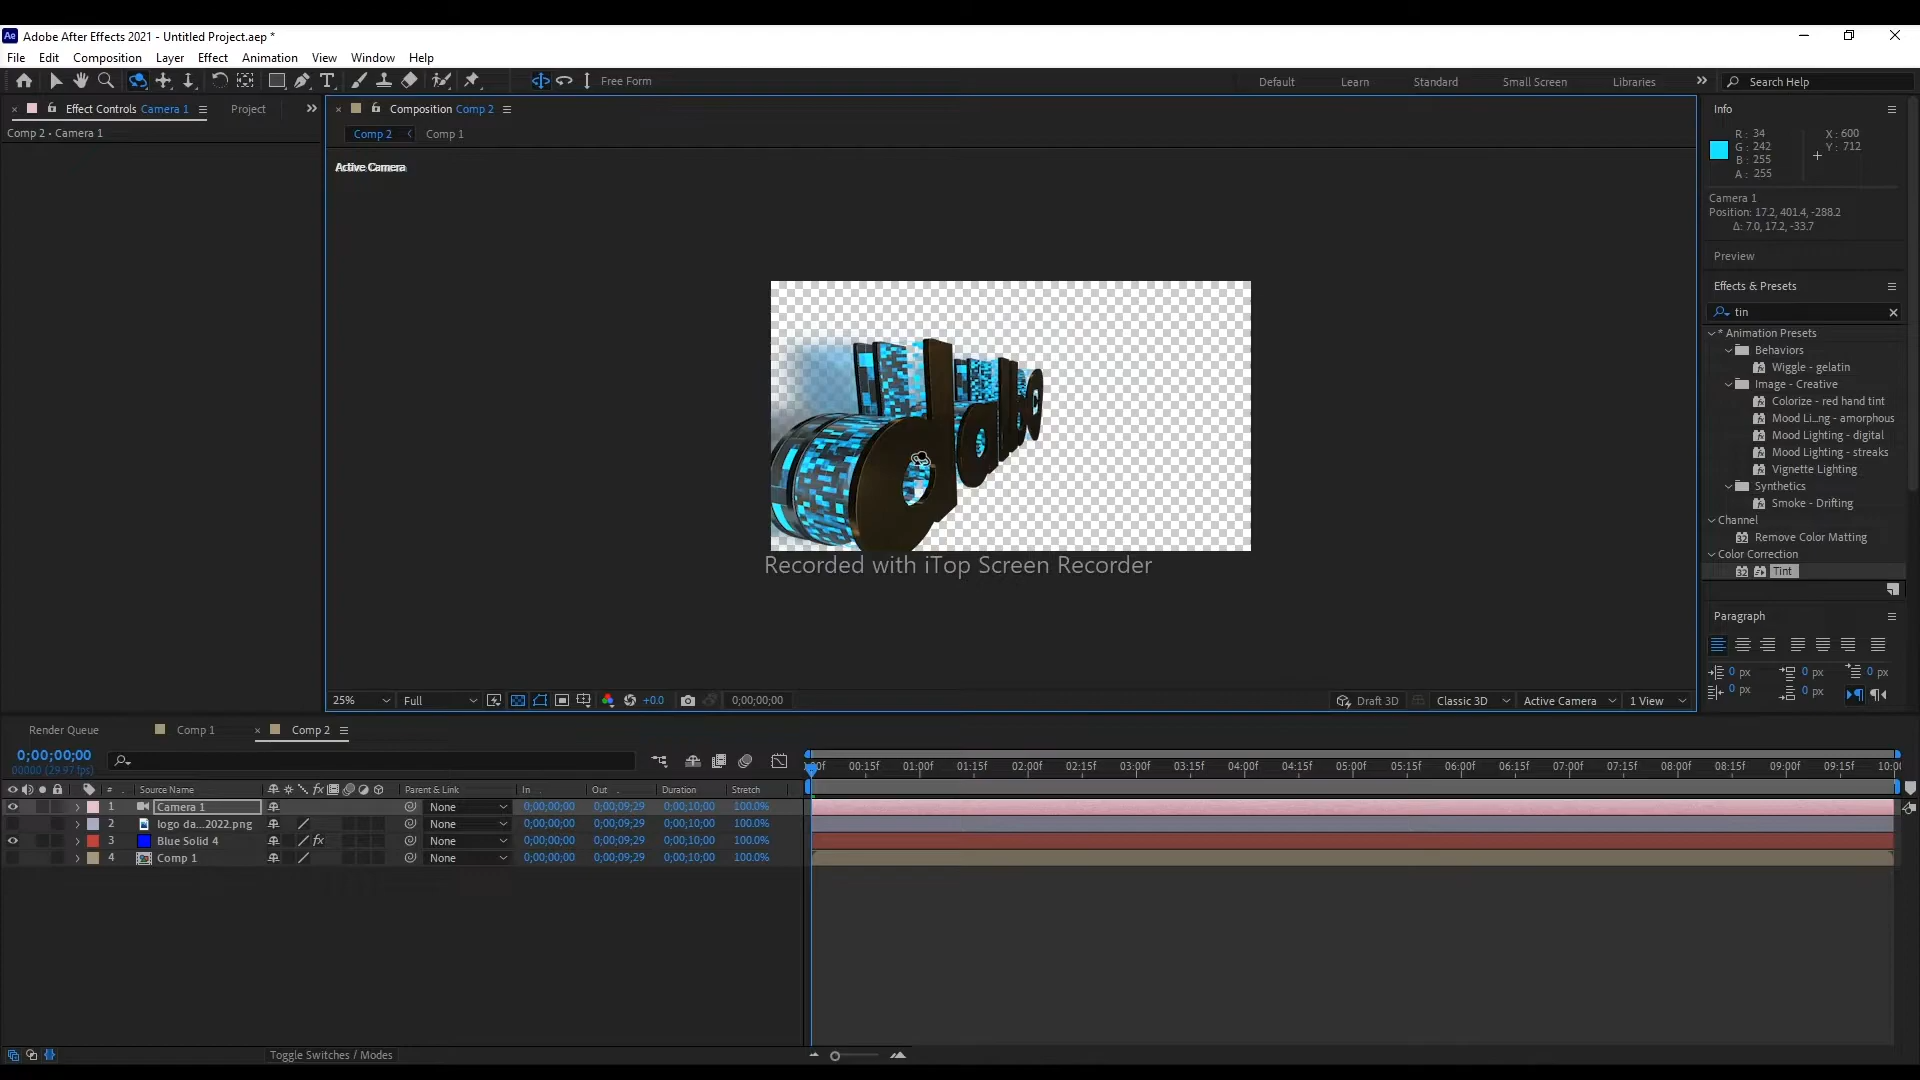 Adobe After Effects 2021 - Untitled Project.aep *
File Edit Composition Layer Effect Animation View Window Help
Free Form
Default Learn Standard Small Screen Libraries
Search Help
Effect Controls Camera 1 Project
Comp 2 • Camera 1
Composition Comp 2
Comp 2 Comp 1
Active Camera
Recorded with iTop Screen Recorder
25% Full +0.0 0;00;00;00 Draft 3D Classic 3D Active Camera 1 View
Info
R: 34 X: 600
G: 242 Y: 712
B: 255
A: 255
Camera 1
Position: 17.2, 401.4, -288.2
Δ: 7.0, 17.2, -33.7
Preview
Effects & Presets
tin
* Animation Presets
Behaviors
Wiggle - gelatin
Image - Creative
Colorize - red hand tint
Mood Li...ng - amorphous
Mood Lighting - digital
Mood Lighting - streaks
Vignette Lighting
Synthetics
Smoke - Drifting
Channel
Remove Color Matting
Color Correction
32 Tint
Paragraph
0 px 0 px 0 px
0 px 0 px
Render Queue Comp 1 Comp 2
0;00;00;00
00000 (29.97 fps)
# Source Name fx Parent & Link In Out Duration Stretch
1 Camera 1 None 0;00;00;00 0;00;09;29 0;00;10;00 100.0%
2 logo da...2022.png None 0;00;00;00 0;00;09;29 0;00;10;00 100.0%
3 Blue Solid 4 fx None 0;00;00;00 0;00;09;29 0;00;10;00 100.0%
4 Comp 1 None 0;00;00;00 0;00;09;29 0;00;10;00 100.0%
00:15f 01:00f 01:15f 02:00f 02:15f 03:00f 03:15f 04:00f 04:15f 05:00f 05:15f 06:00f 06:15f 07:00f 07:15f 08:00f 08:15f 09:00f 09:15f 10:00
Toggle Switches / Modes